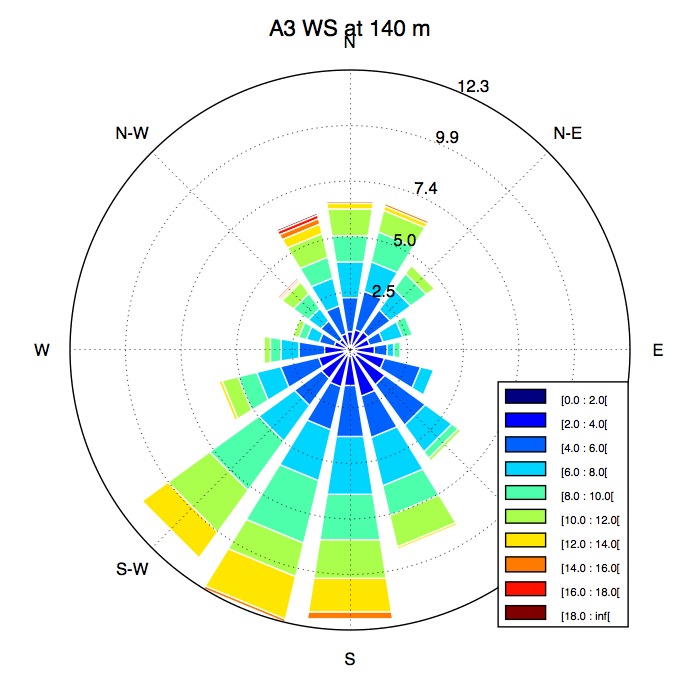 A3 WS at 140 m
N
12.3
N-W
9.9
N-E
7.4
5.0
2.5
W
E
[0.0 : 2.0[
[2.0 : 4.0[
[4.0 : 6.0[
[6.0 : 8.0[
[8.0 : 10.0[
[10.0 : 12.0[
[12.0 : 14.0[
[14.0 : 16.0[
[16.0 : 18.0[
[18.0 : inf[
S-W
S